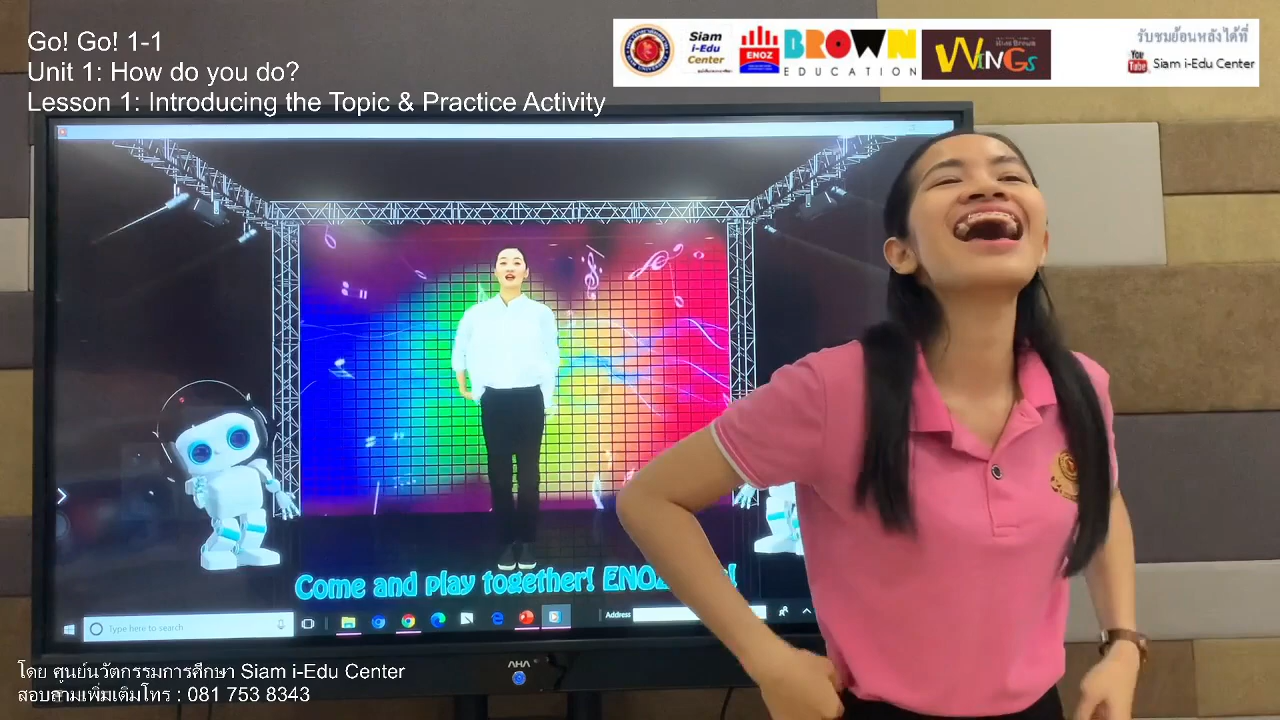 Go! Go! 1-1
Unit 1: How do you do?
Lesson 1: Introducing the Topic & Practice Activity
Siam
i-Edu
Center
ENOZ
BROWN
EDUCATION
WiNGs
รับชมย้อนหลังได้ที่
You
Tube
Siam i-Edu Center
Come and play together! ENOZ
Type here to search
Address
AHA
โดย ศูนย์นวัตกรรมการศึกษา Siam i-Edu Center
สอบถามเพิ่มเติมโทร : 081 753 8343